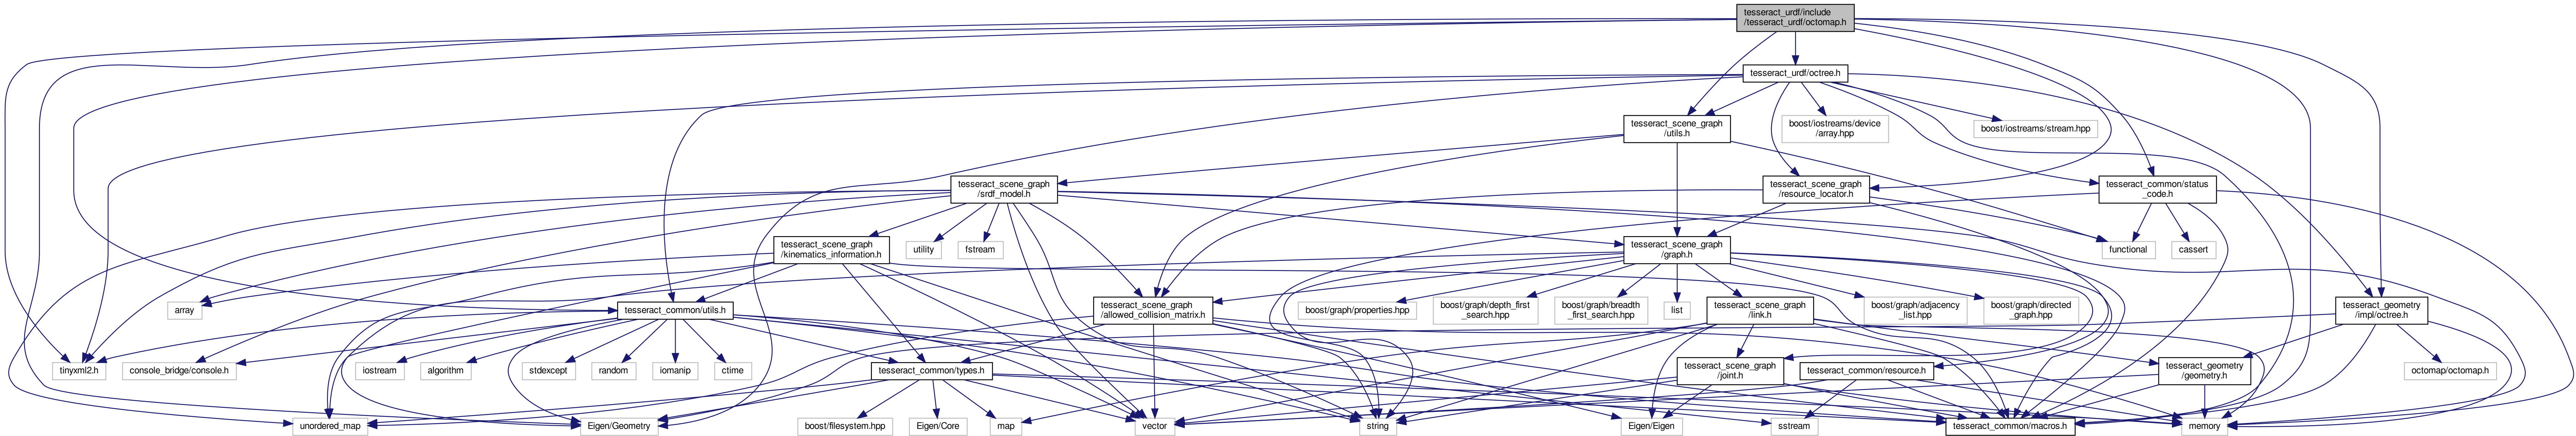 tesseract_urdf/include
/tesseract_urdf/octomap.h
tesseract_urdf/octree.h
tesseract_scene_graph
/utils.h
boost/iostreams/device
/array.hpp
boost/iostreams/stream.hpp
tesseract_scene_graph
/srdf_model.h
tesseract_scene_graph
/resource_locator.h
tesseract_common/status
_code.h
tesseract_scene_graph
/kinematics_information.h
utility
fstream
tesseract_scene_graph
/graph.h
functional
cassert
array
tesseract_common/utils.h
tesseract_scene_graph
/allowed_collision_matrix.h
boost/graph/properties.hpp
boost/graph/depth_first
_search.hpp
boost/graph/breadth
_first_search.hpp
list
tesseract_scene_graph
/link.h
boost/graph/adjacency
_list.hpp
boost/graph/directed
_graph.hpp
tesseract_geometry
/impl/octree.h
tinyxml2.h
console_bridge/console.h
iostream
algorithm
stdexcept
random
iomanip
ctime
tesseract_common/types.h
tesseract_scene_graph
/joint.h
tesseract_common/resource.h
tesseract_geometry
/geometry.h
octomap/octomap.h
unordered_map
Eigen/Geometry
boost/filesystem.hpp
Eigen/Core
map
vector
string
Eigen/Eigen
sstream
tesseract_common/macros.h
memory